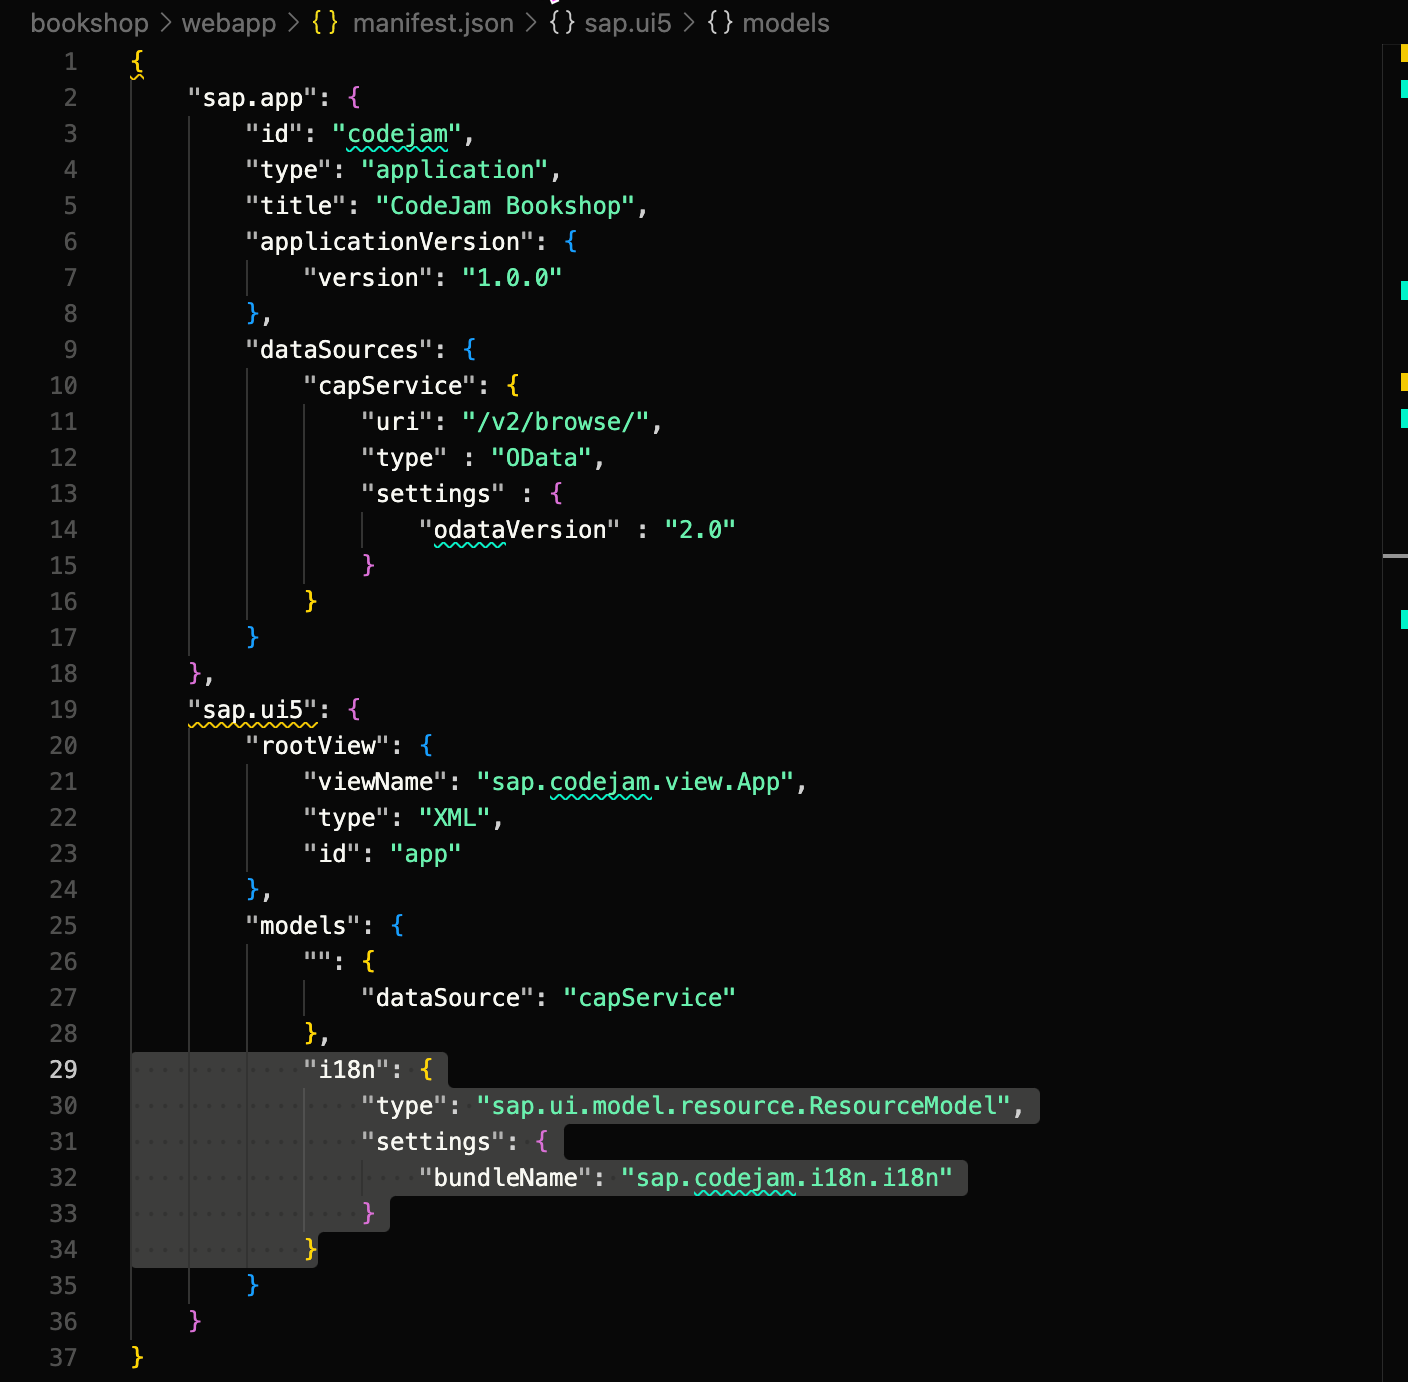 bookshop > webapp > {} manifest.json > {} sap.ui5 > {} models
1 {
2     "sap.app": {
3         "id": "codejam",
4         "type": "application",
5         "title": "CodeJam Bookshop",
6         "applicationVersion": {
7             "version": "1.0.0"
8         },
9         "dataSources": {
10             "capService": {
11                 "uri": "/v2/browse/",
12                 "type" : "OData",
13                 "settings" : {
14                     "odataVersion" : "2.0"
15                 }
16             }
17         }
18     },
19     "sap.ui5": {
20         "rootView": {
21             "viewName": "sap.codejam.view.App",
22             "type": "XML",
23             "id": "app"
24         },
25         "models": {
26             "": {
27                 "dataSource": "capService"
28             },
29             "i18n": {
30                 "type": "sap.ui.model.resource.ResourceModel",
31                 "settings": {
32                     "bundleName": "sap.codejam.i18n.i18n"
33                 }
34             }
35         }
36     }
37 }